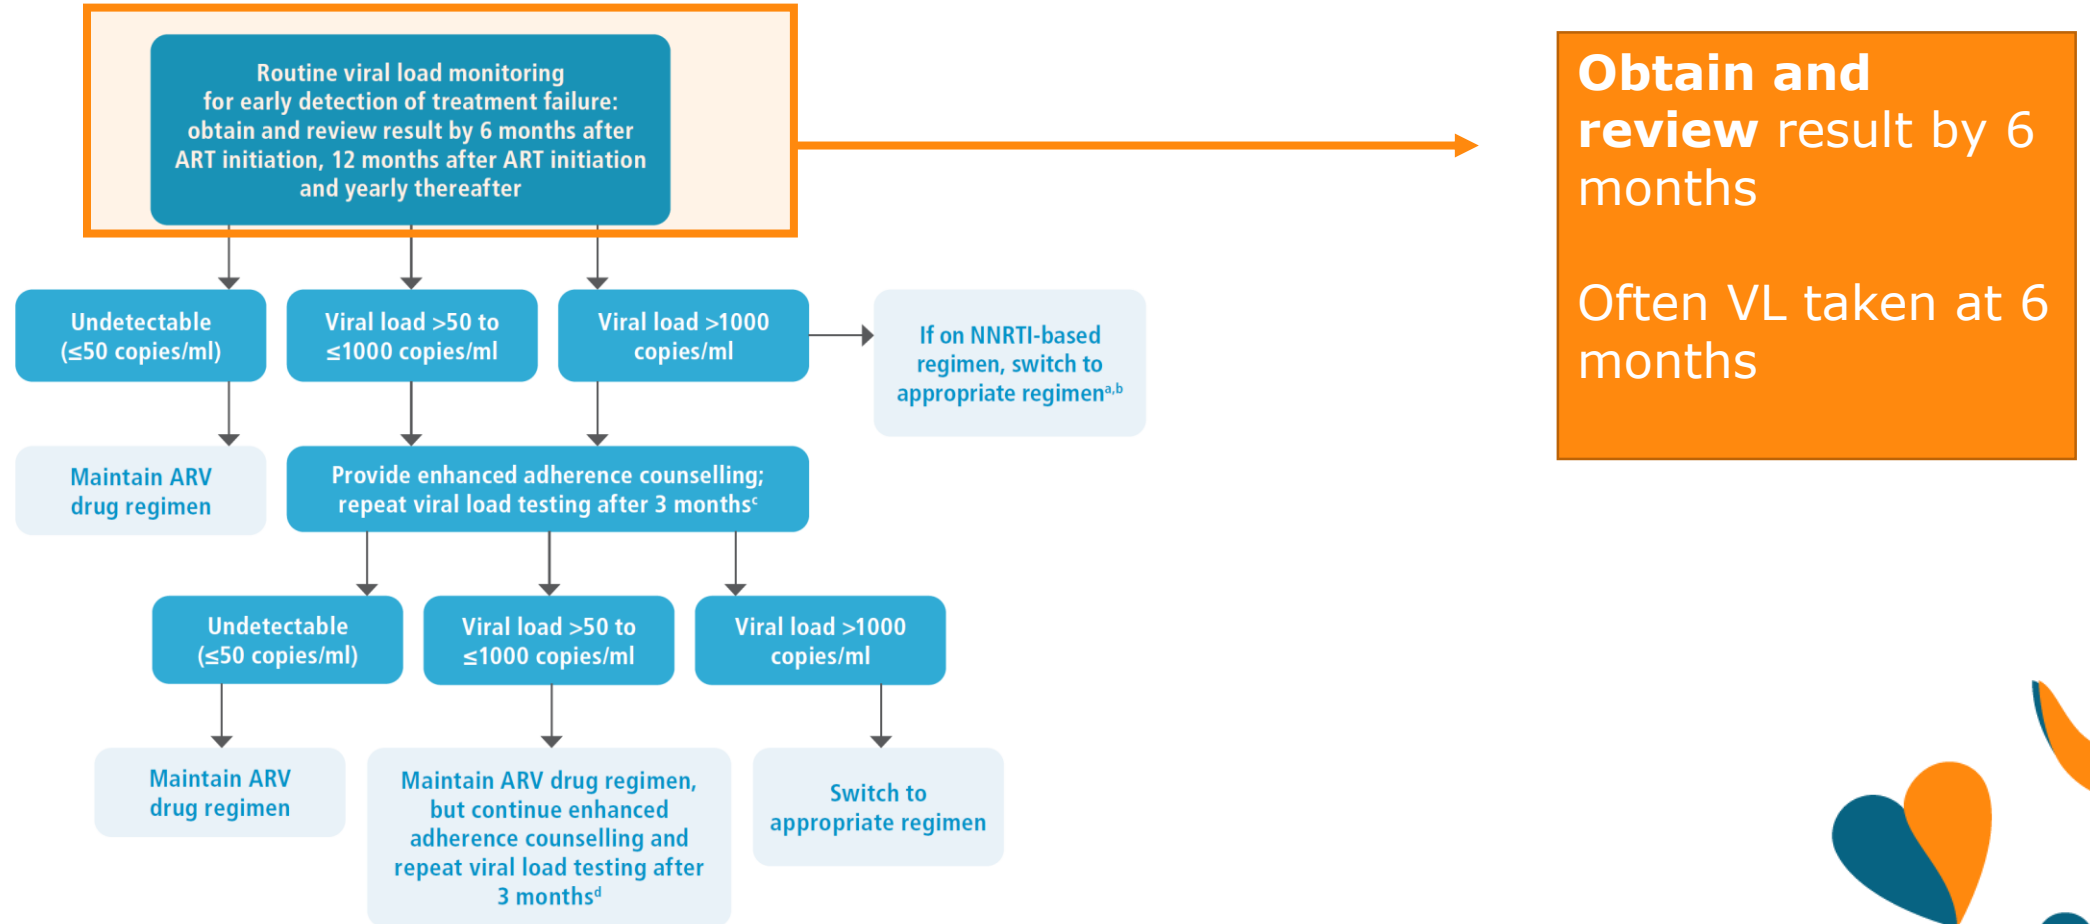 Routine viral load monitoring
for early detection of treatment failure:
obtain and review result by 6 months after
ART initiation, 12 months after ART initiation
and yearly thereafter
Obtain and
review result by 6
months
Often VL taken at 6
months
Undetectable
(≤50 copies/ml)
Viral load >50 to
≤1000 copies/ml
Viral load >1000
copies/ml
If on NNRTI-based
regimen, switch to
appropriate regimenᵃ,ᵇ
Maintain ARV
drug regimen
Provide enhanced adherence counselling;
repeat viral load testing after 3 monthsᶜ
Undetectable
(≤50 copies/ml)
Viral load >50 to
≤1000 copies/ml
Viral load >1000
copies/ml
Maintain ARV
drug regimen
Maintain ARV drug regimen,
but continue enhanced
adherence counselling and
repeat viral load testing after
3 monthsᵈ
Switch to
appropriate regimen